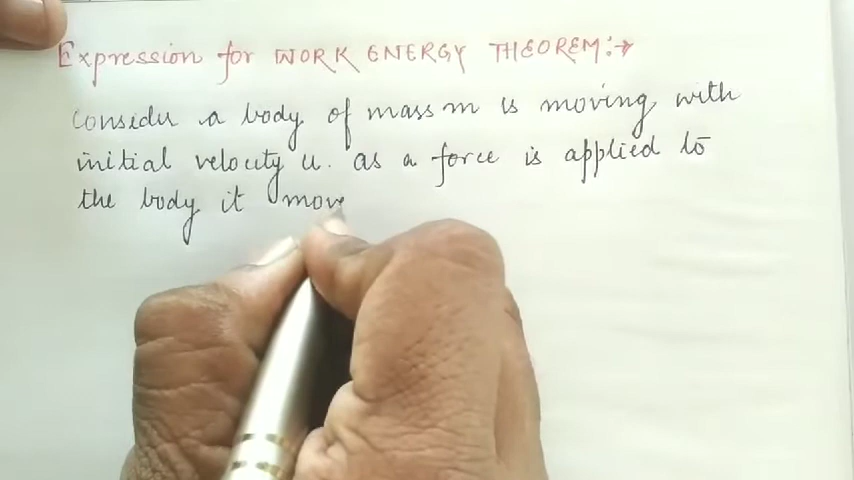 Expression for WORK ENERGY THEOREM:→
Consider a body of mass m is moving with
initial velocity u. as a force is applied to
the body it move